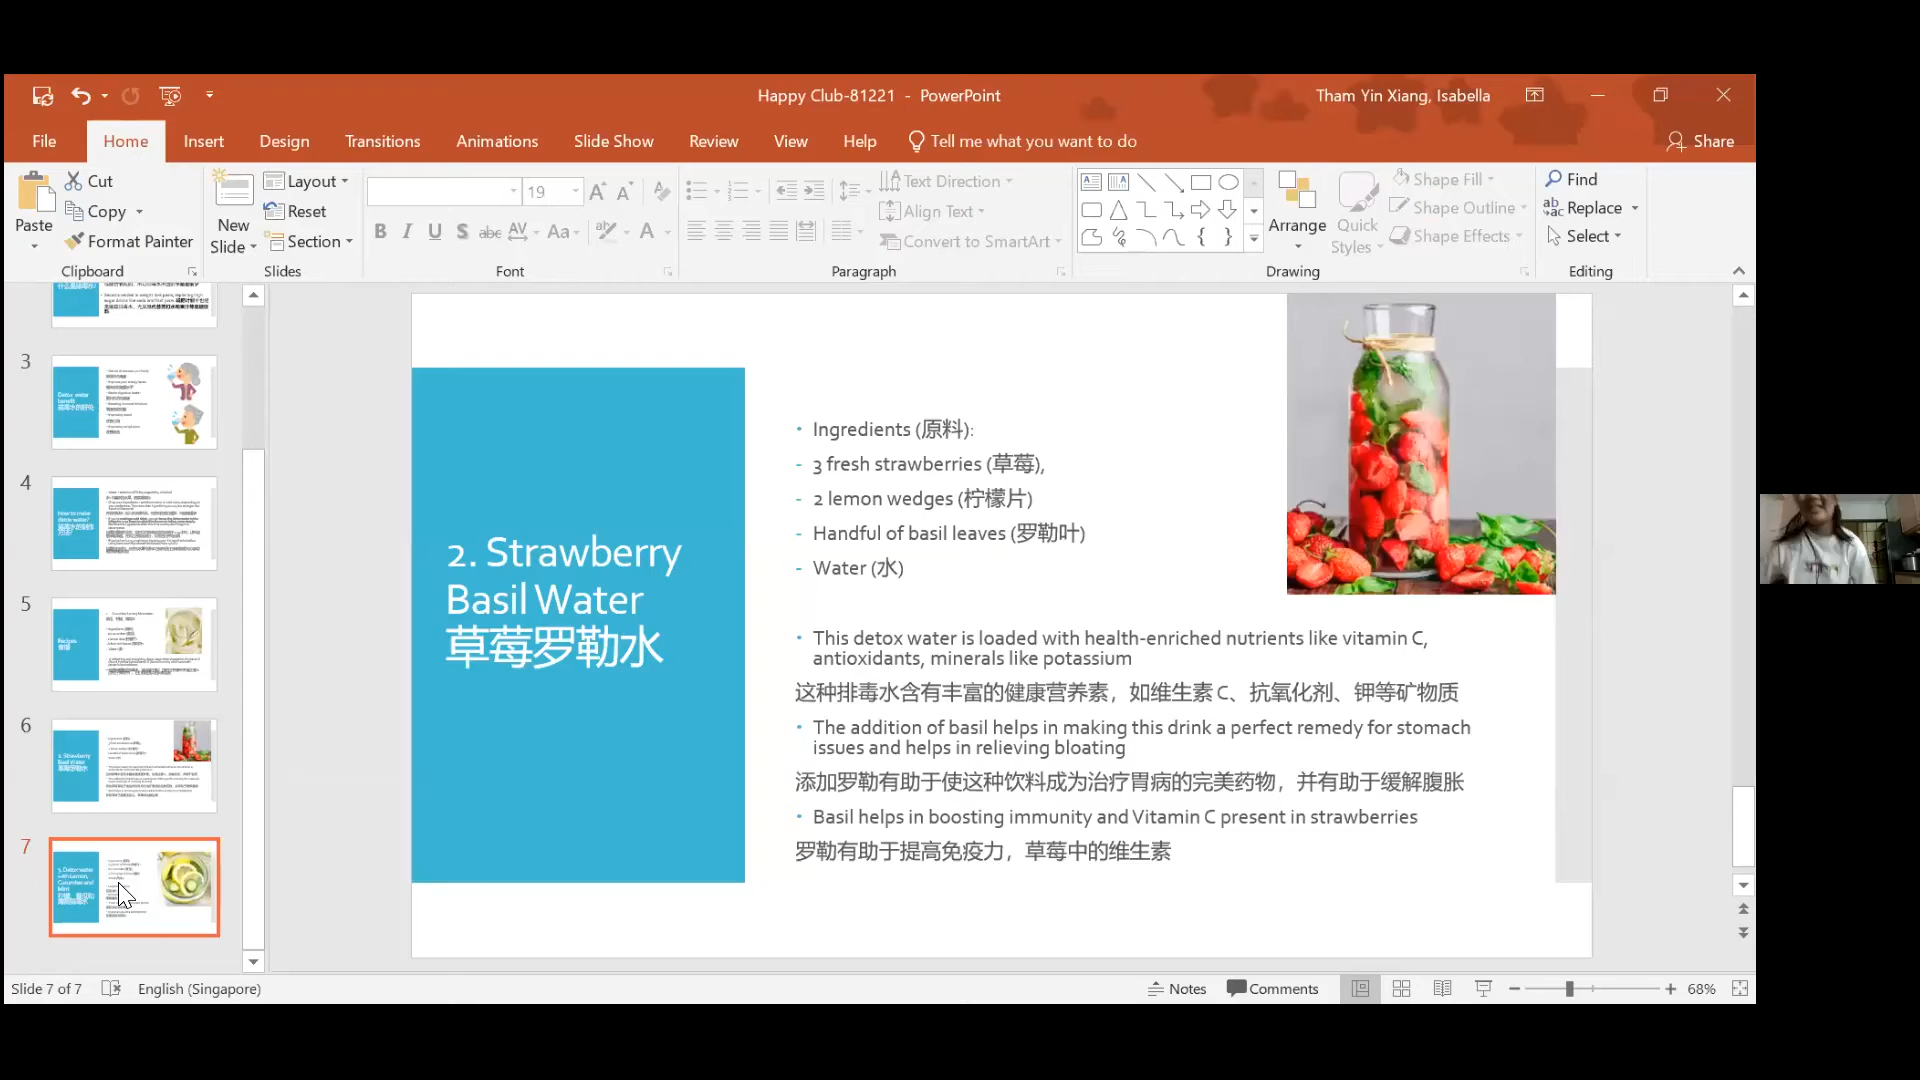 Happy Club-81221 - PowerPoint
Tham Yin Xiang, Isabella
File Home Insert Design Transitions Animations Slide Show Review View Help Tell me what you want to do Share
Cut
Copy
Format Painter
Paste
Clipboard
New Slide
Layout
Reset
Section
Slides
19
Font
Text Direction
Align Text
Convert to SmartArt
Paragraph
Arrange
Quick Styles
Shape Fill
Shape Outline
Shape Effects
Drawing
Find
Replace
Select
Editing
3
4
5
6
7
2. Strawberry
Basil Water
草莓罗勒水
• Ingredients (原料):
- 3 fresh strawberries (草莓),
- 2 lemon wedges (柠檬片)
- Handful of basil leaves (罗勒叶)
- Water (水)
• This detox water is loaded with health-enriched nutrients like vitamin C,
antioxidants, minerals like potassium
这种排毒水含有丰富的健康营养素，如维生素 C、抗氧化剂、钾等矿物质
• The addition of basil helps in making this drink a perfect remedy for stomach
issues and helps in relieving bloating
添加罗勒有助于使这种饮料成为治疗胃病的完美药物，并有助于缓解腹胀
• Basil helps in boosting immunity and Vitamin C present in strawberries
罗勒有助于提高免疫力，草莓中的维生素
Slide 7 of 7 English (Singapore) Notes Comments 68%